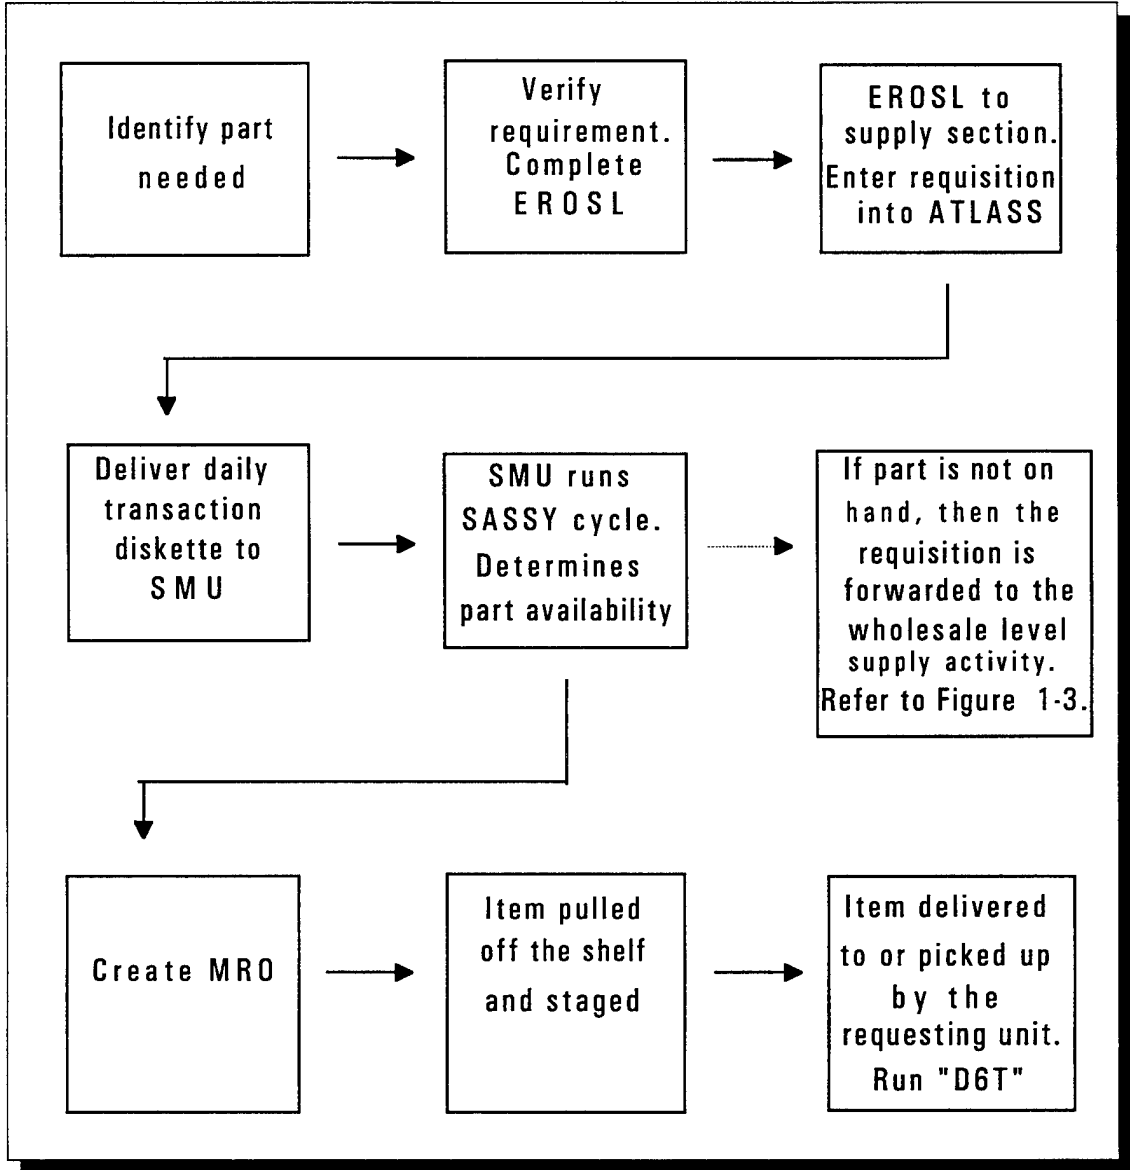 Identify part
needed
Verify
requirement.
Complete
EROSL
EROSL to
supply section.
Enter requisition
into ATLASS
Deliver daily
transaction
diskette to
SMU
SMU runs
SASSY cycle.
Determines
part availability
If part is not on
hand, then the
requisition is
forwarded to the
wholesale level
supply activity.
Refer to Figure 1-3.
Create MRO
Item pulled
off the shelf
and staged
Item delivered
to or picked up
by the
requesting unit.
Run "D6T"